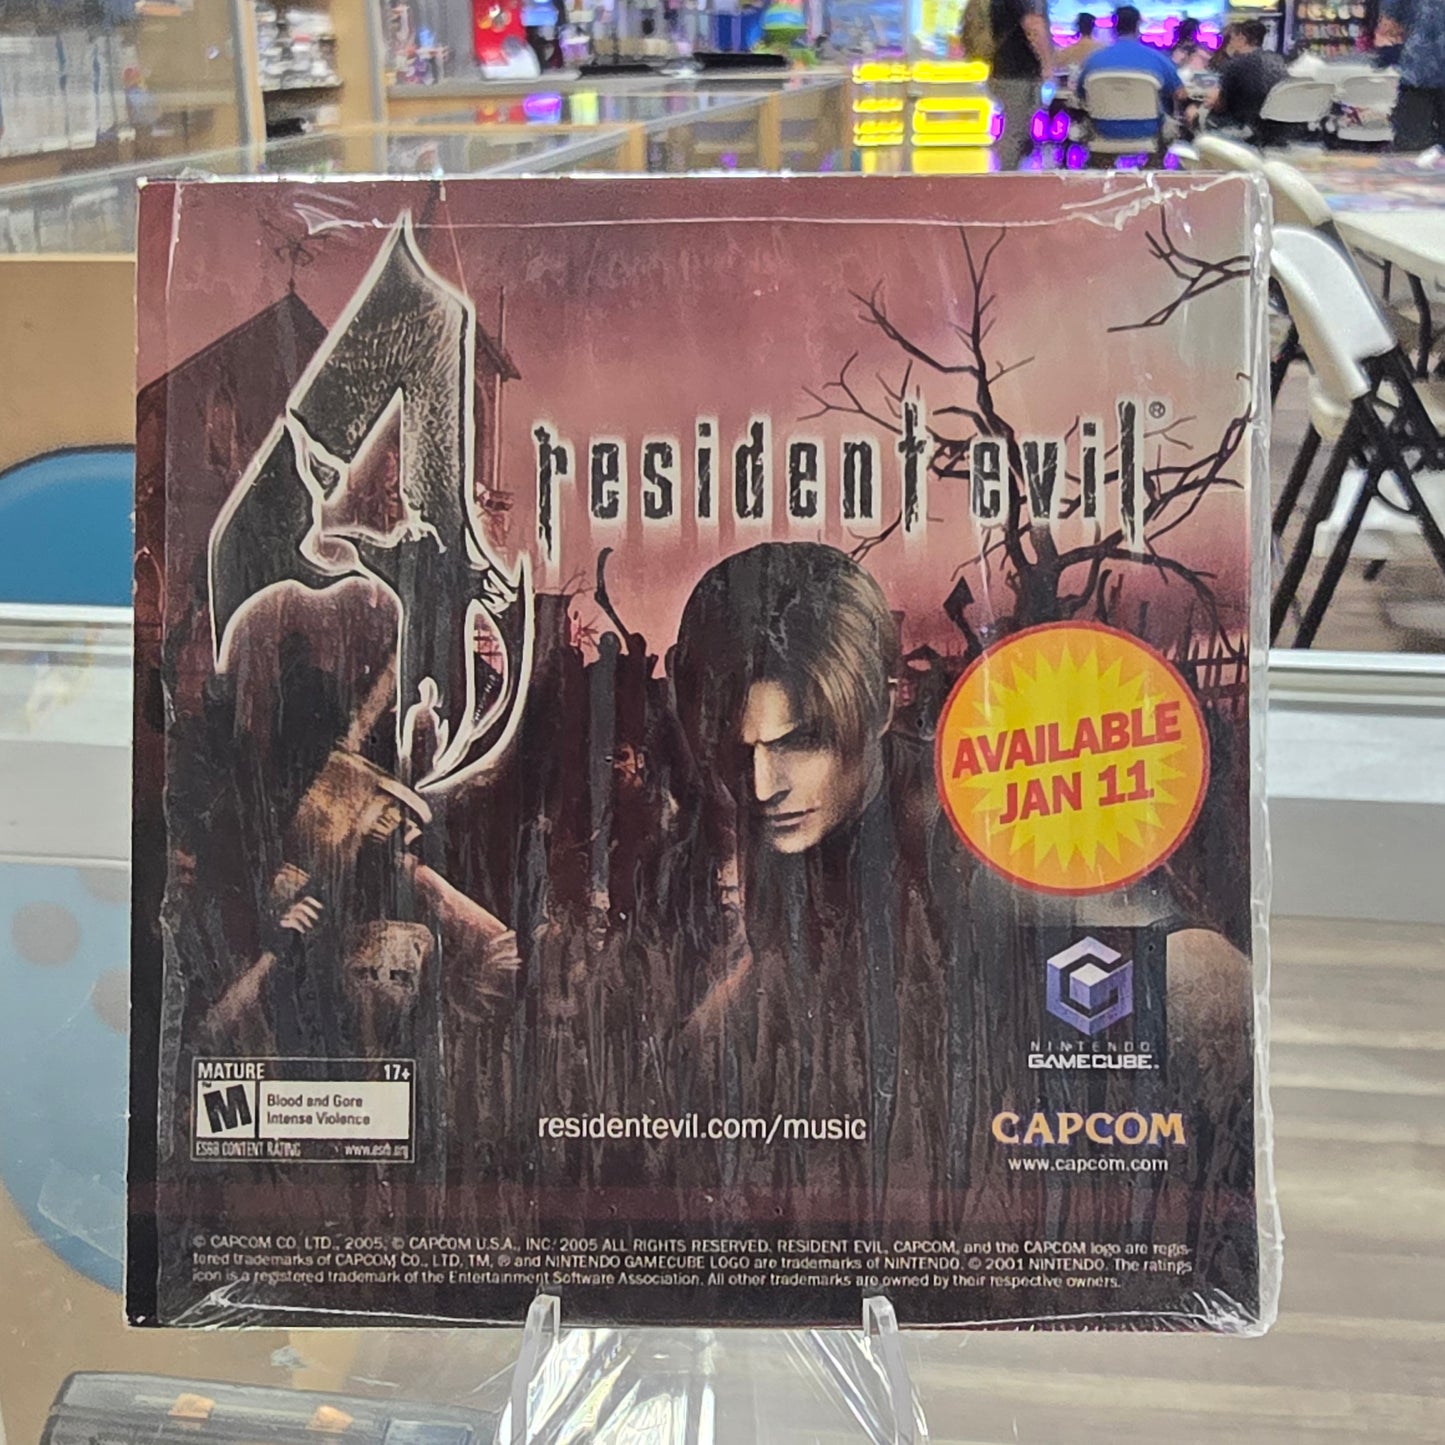 4 resident evil®
AVAILABLE
JAN 11
NINTENDO
GAMECUBE™
MATURE 17+
M™
Blood and Gore
Intense Violence
ESRB CONTENT RATING www.esrb.org
residentevil.com/music
CAPCOM
www.capcom.com
© CAPCOM CO. LTD., 2005, © CAPCOM U.S.A., INC. 2005 ALL RIGHTS RESERVED. RESIDENT EVIL, CAPCOM, and the CAPCOM logo are regis-
tered trademarks of CAPCOM CO., LTD, TM, ® and NINTENDO GAMECUBE LOGO are trademarks of NINTENDO. © 2001 NINTENDO. The ratings
icon is a registered trademark of the Entertainment Software Association. All other trademarks are owned by their respective owners.